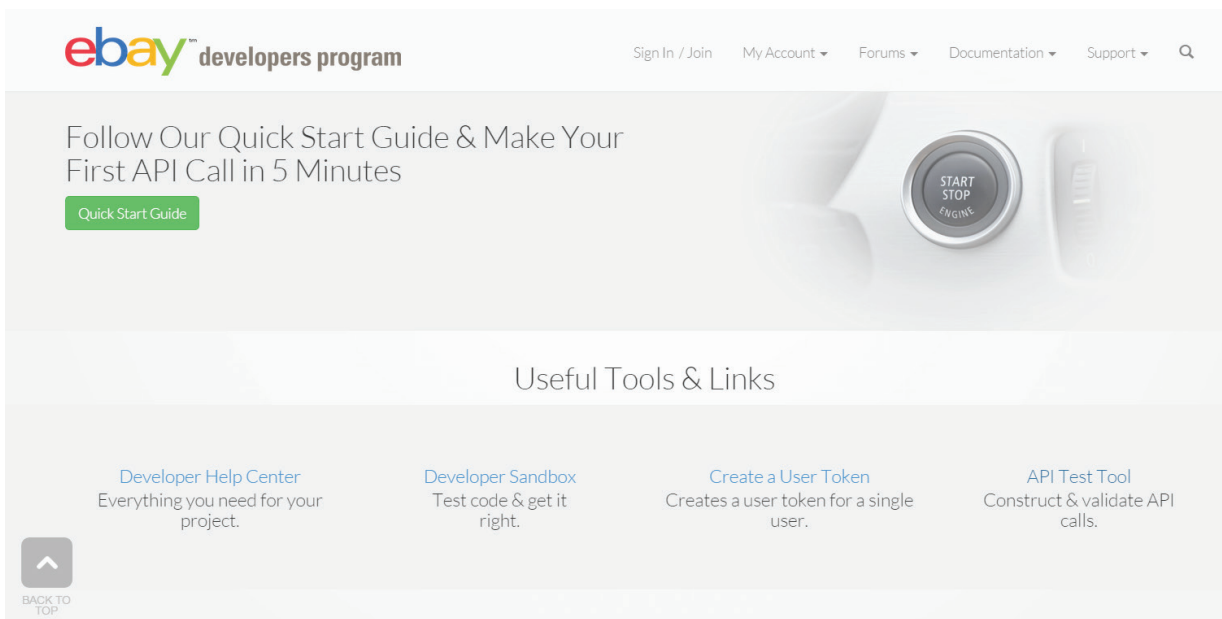 ebay™ developers program
Sign In / Join My Account Forums Documentation Support
Follow Our Quick Start Guide & Make Your
First API Call in 5 Minutes
Quick Start Guide
START
STOP
ENGINE
Useful Tools & Links
Developer Help Center
Everything you need for your
project.
Developer Sandbox
Test code & get it
right.
Create a User Token
Creates a user token for a single
user.
API Test Tool
Construct & validate API
calls.
BACK TO
TOP